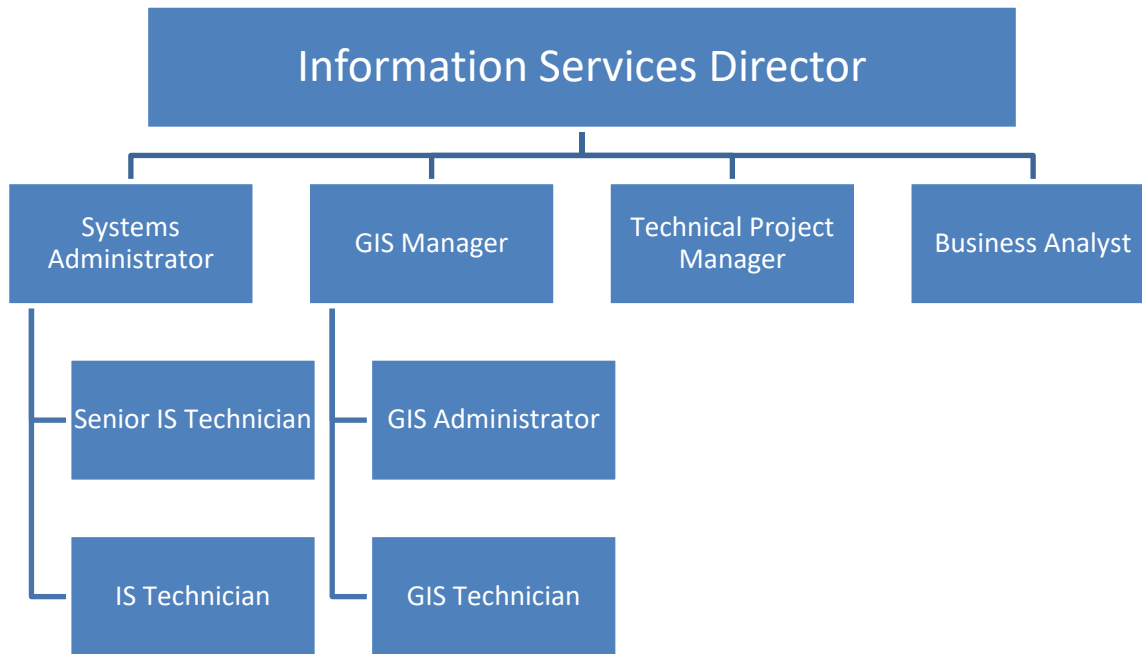 Information Services Director
Systems
Administrator
GIS Manager
Technical Project
Manager
Business Analyst
Senior IS Technician
GIS Administrator
IS Technician
GIS Technician